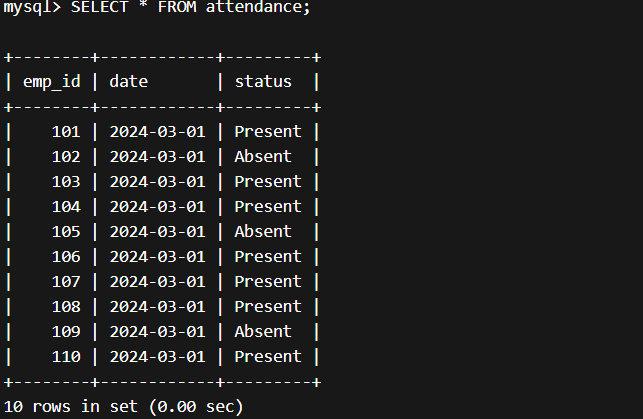 mysql> SELECT * FROM attendance;
+--------+------------+---------+
| emp_id | date       | status  |
+--------+------------+---------+
|    101 | 2024-03-01 | Present |
|    102 | 2024-03-01 | Absent  |
|    103 | 2024-03-01 | Present |
|    104 | 2024-03-01 | Present |
|    105 | 2024-03-01 | Absent  |
|    106 | 2024-03-01 | Present |
|    107 | 2024-03-01 | Present |
|    108 | 2024-03-01 | Present |
|    109 | 2024-03-01 | Absent  |
|    110 | 2024-03-01 | Present |
+--------+------------+---------+
10 rows in set (0.00 sec)